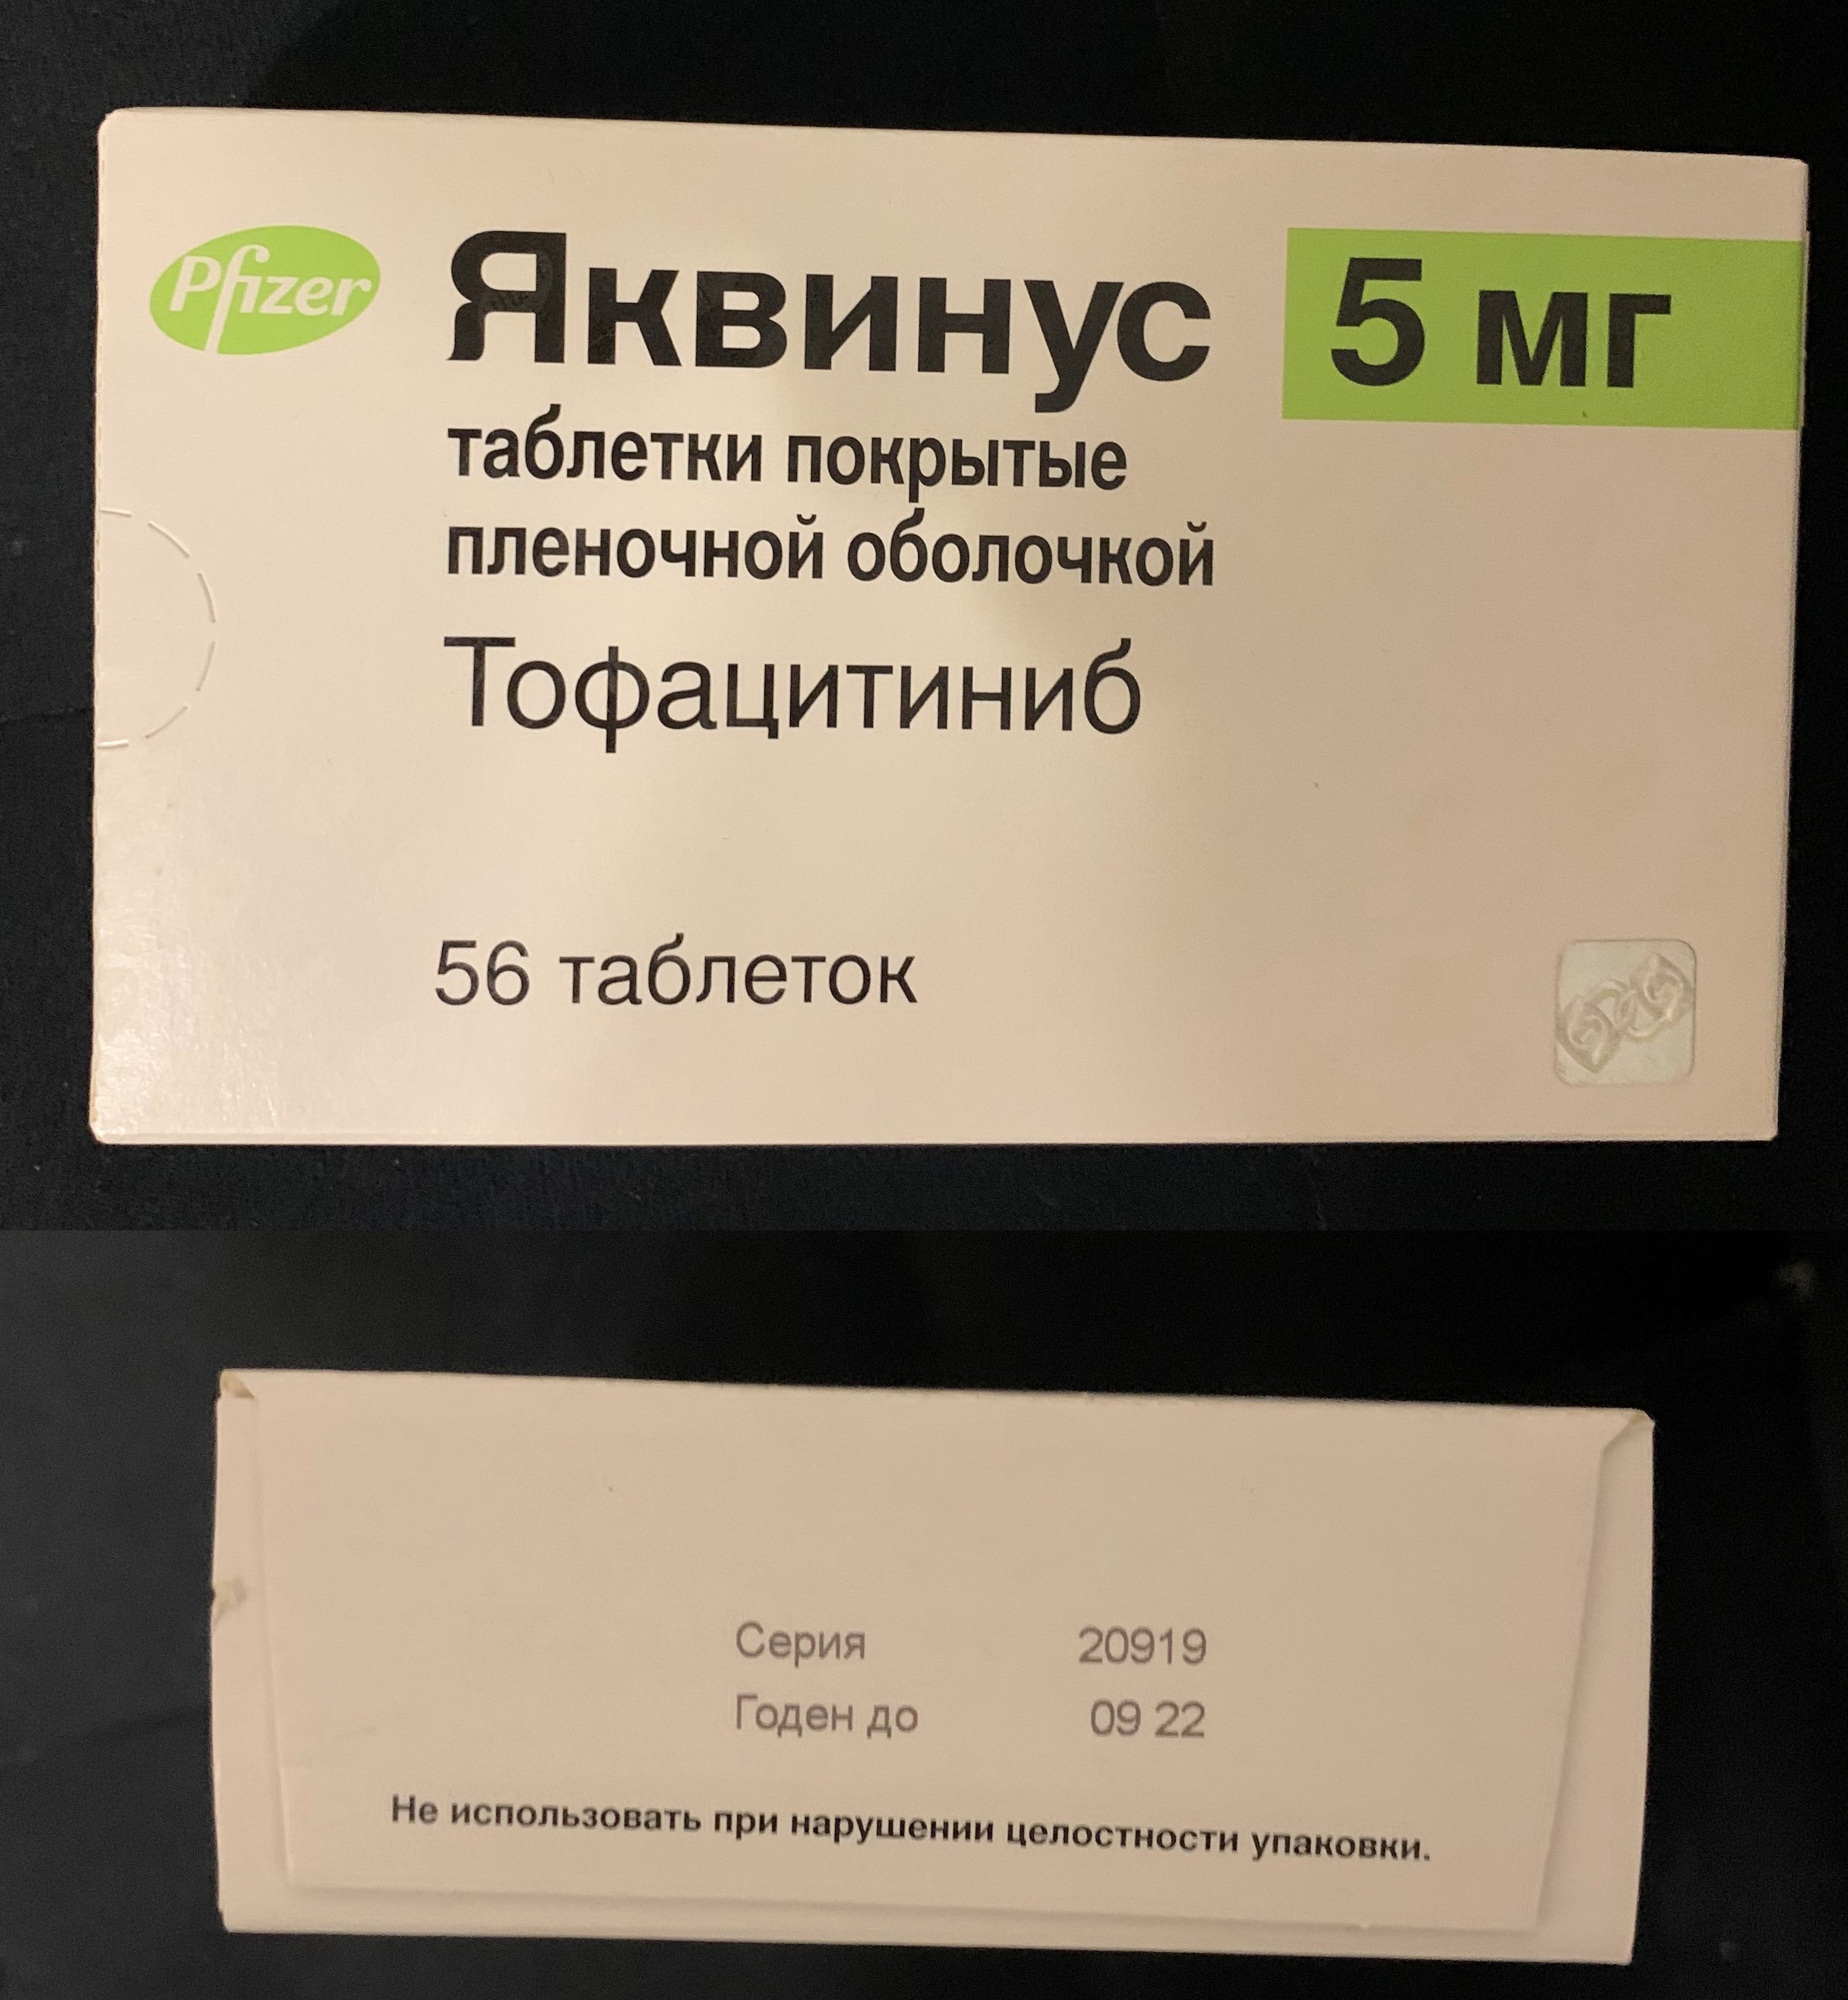 Pfizer
Яквинус 5 мг
таблетки покрытые
пленочной оболочкой
Тофацитиниб
56 таблеток
Серия 20919
Годен до 09 22
Не использовать при нарушении целостности упаковки.